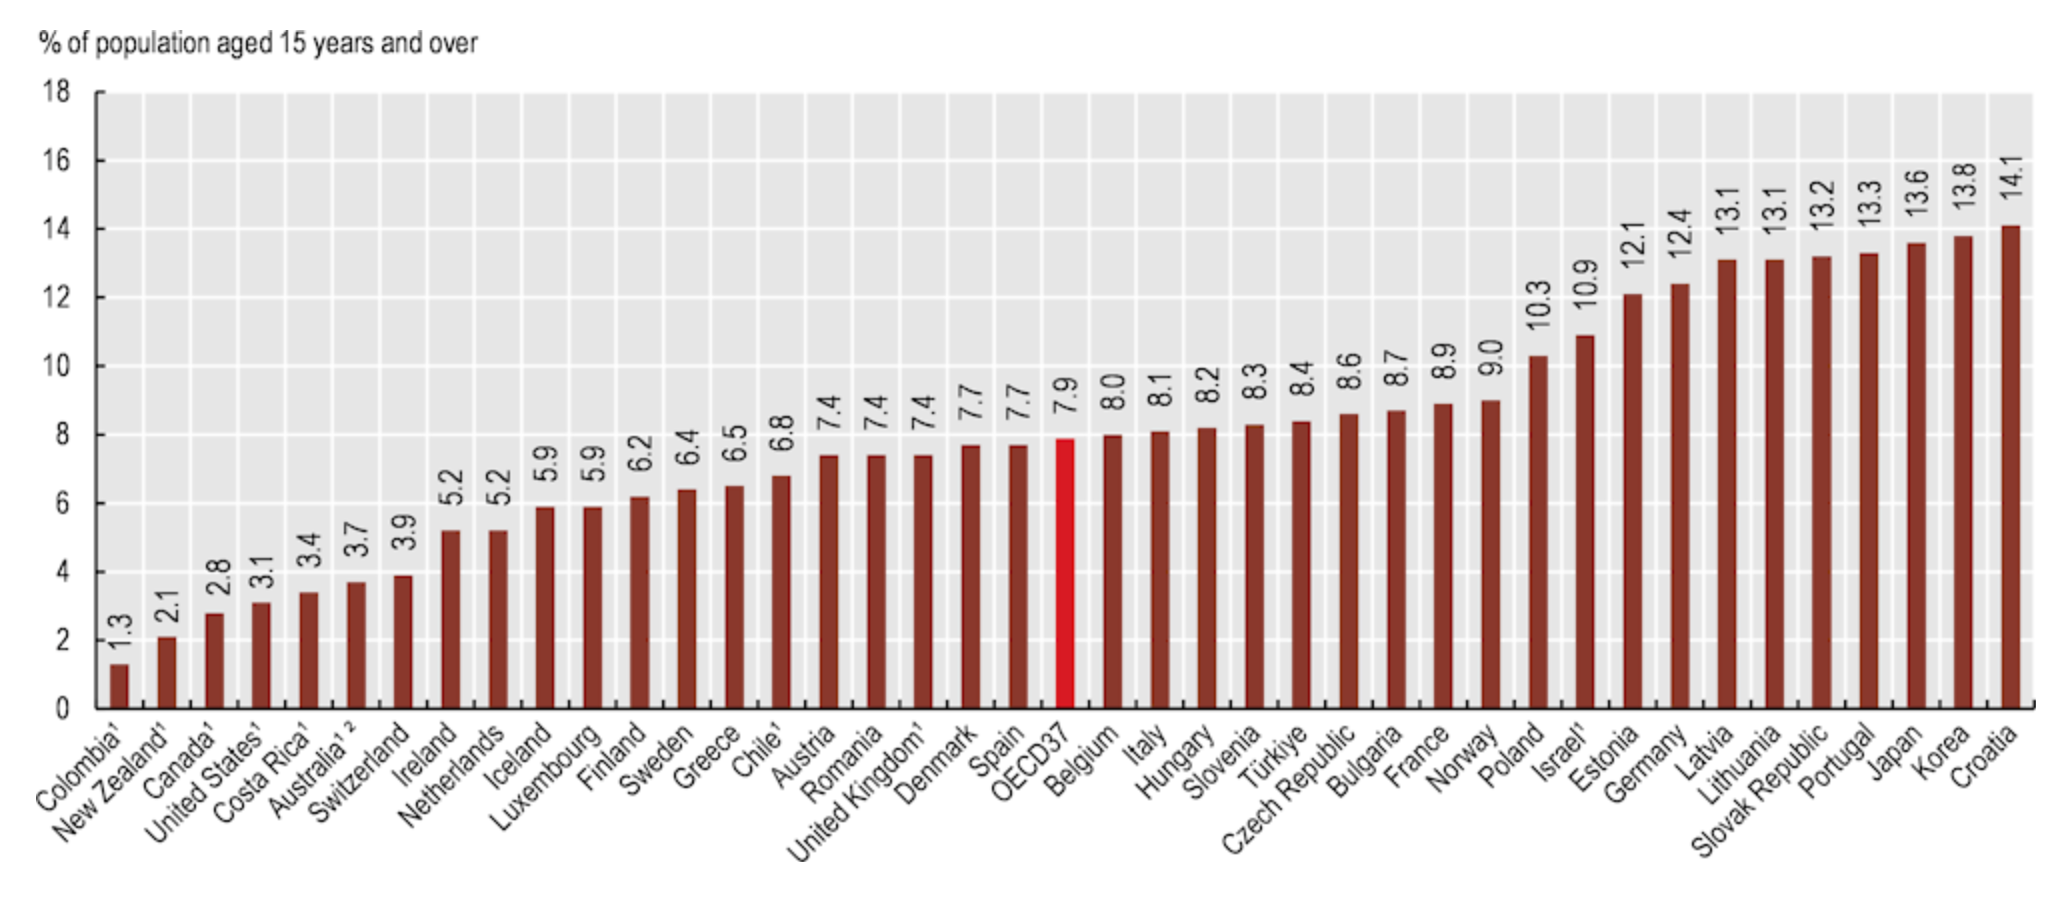 % of population aged 15 years and over
18
16
14
12
10
8
6
4
2
0
1.3
2.1
2.8
3.1
3.4
3.7
3.9
5.2
5.2
5.9
5.9
6.2
6.4
6.5
6.8
7.4
7.4
7.4
7.7
7.7
7.9
8.0
8.1
8.2
8.3
8.4
8.6
8.7
8.9
9.0
10.3
10.9
12.1
12.4
13.1
13.1
13.2
13.3
13.6
13.8
14.1
Colombia¹
New Zealand¹
Canada¹
United States¹
Costa Rica¹
Australia¹ ²
Switzerland
Ireland
Netherlands
Iceland
Luxembourg
Finland
Sweden
Greece
Chile¹
Austria
Romania
United Kingdom¹
Denmark
Spain
OECD37
Belgium
Italy
Hungary
Slovenia
Türkiye
Czech Republic
Bulgaria
France
Norway
Poland
Israel¹
Estonia
Germany
Latvia
Lithuania
Slovak Republic
Portugal
Japan
Korea
Croatia